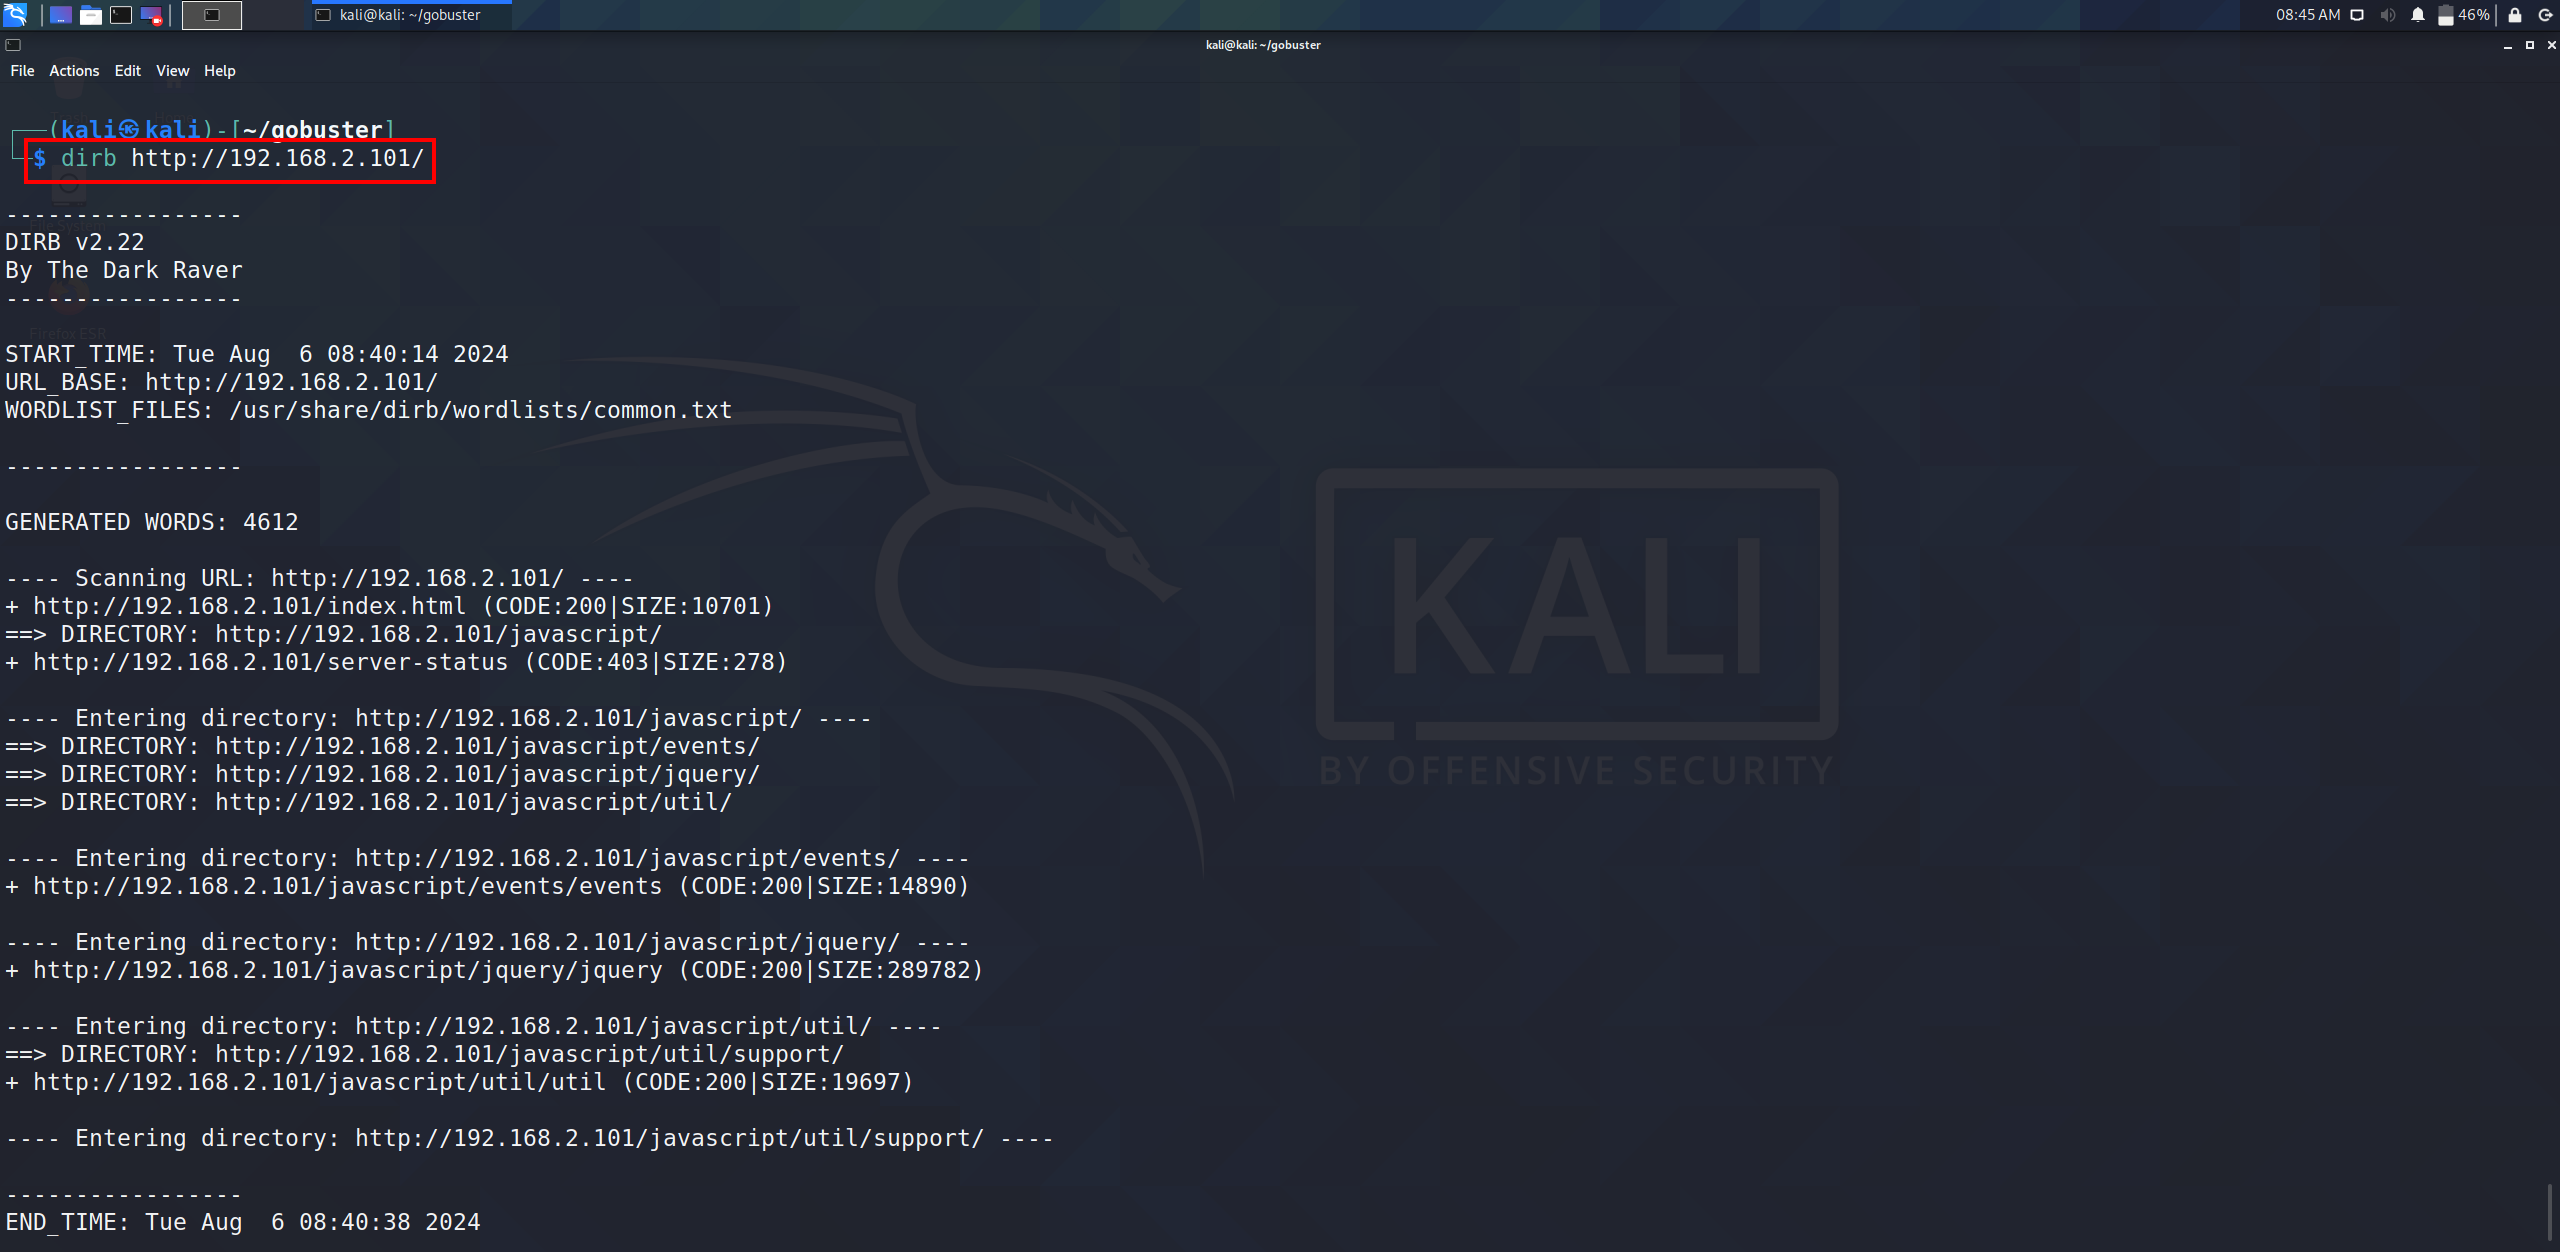 kali@kali: ~/gobuster
08:45 AM
46%
kali@kali: ~/gobuster
File Actions Edit View Help
(kali㉿kali)-[~/gobuster]
$ dirb http://192.168.2.101/
-----------------
DIRB v2.22
By The Dark Raver
-----------------
Firefox ESR
START_TIME: Tue Aug  6 08:40:14 2024
URL_BASE: http://192.168.2.101/
WORDLIST_FILES: /usr/share/dirb/wordlists/common.txt
-----------------
GENERATED WORDS: 4612
---- Scanning URL: http://192.168.2.101/ ----
+ http://192.168.2.101/index.html (CODE:200|SIZE:10701)
==> DIRECTORY: http://192.168.2.101/javascript/
+ http://192.168.2.101/server-status (CODE:403|SIZE:278)
---- Entering directory: http://192.168.2.101/javascript/ ----
==> DIRECTORY: http://192.168.2.101/javascript/events/
==> DIRECTORY: http://192.168.2.101/javascript/jquery/
==> DIRECTORY: http://192.168.2.101/javascript/util/
---- Entering directory: http://192.168.2.101/javascript/events/ ----
+ http://192.168.2.101/javascript/events/events (CODE:200|SIZE:14890)
---- Entering directory: http://192.168.2.101/javascript/jquery/ ----
+ http://192.168.2.101/javascript/jquery/jquery (CODE:200|SIZE:289782)
---- Entering directory: http://192.168.2.101/javascript/util/ ----
==> DIRECTORY: http://192.168.2.101/javascript/util/support/
+ http://192.168.2.101/javascript/util/util (CODE:200|SIZE:19697)
---- Entering directory: http://192.168.2.101/javascript/util/support/ ----
-----------------
END_TIME: Tue Aug  6 08:40:38 2024
KALI
BY OFFENSIVE SECURITY